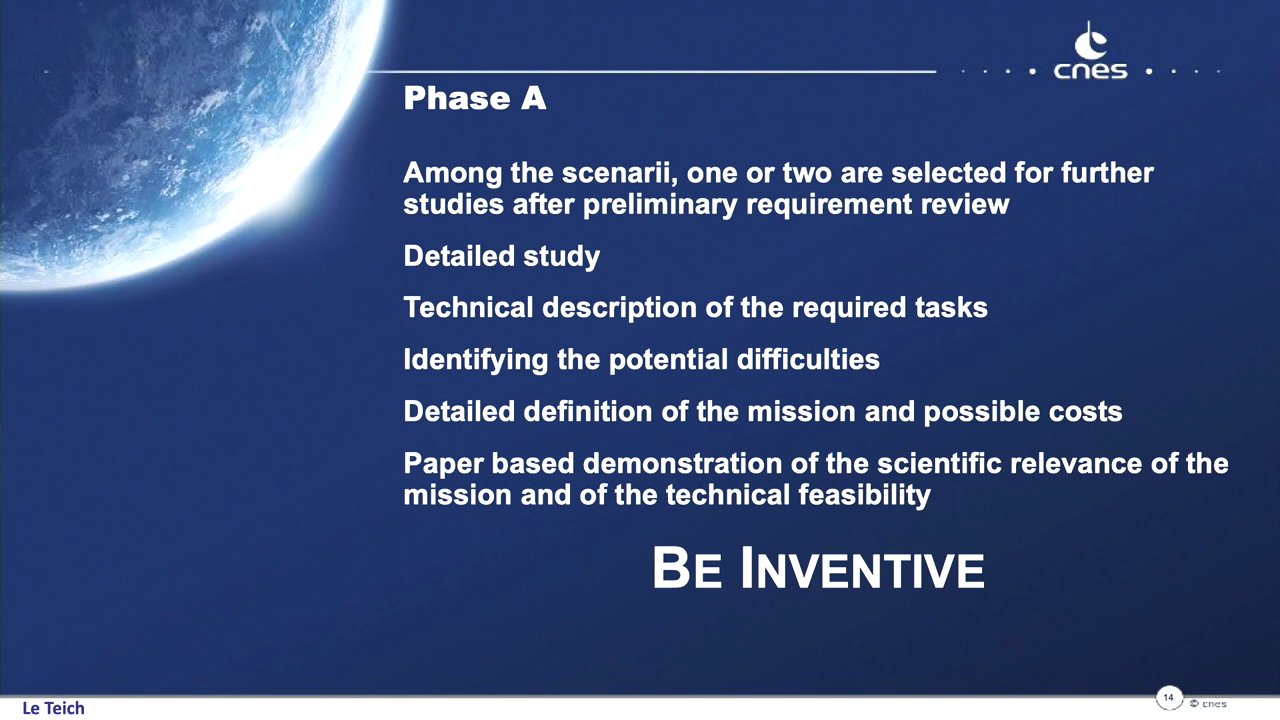 cnes
Phase A
Among the scenarii, one or two are selected for further
studies after preliminary requirement review
Detailed study
Technical description of the required tasks
Identifying the potential difficulties
Detailed definition of the mission and possible costs
Paper based demonstration of the scientific relevance of the
mission and of the technical feasibility
BE INVENTIVE
Le Teich
14
© cnes